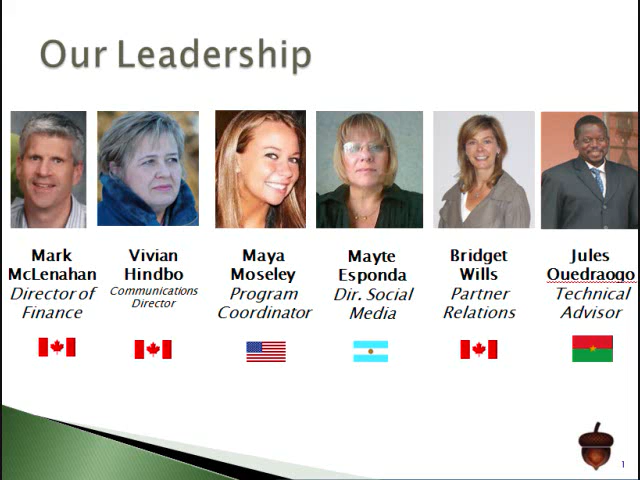 Our Leadership
Mark
McLenahan
Director of
Finance
Vivian
Hindbo
Communications
Director
Maya
Moseley
Program
Coordinator
Mayte
Esponda
Dir. Social
Media
Bridget
Wills
Partner
Relations
Jules
Ouedraogo
Technical
Advisor
1